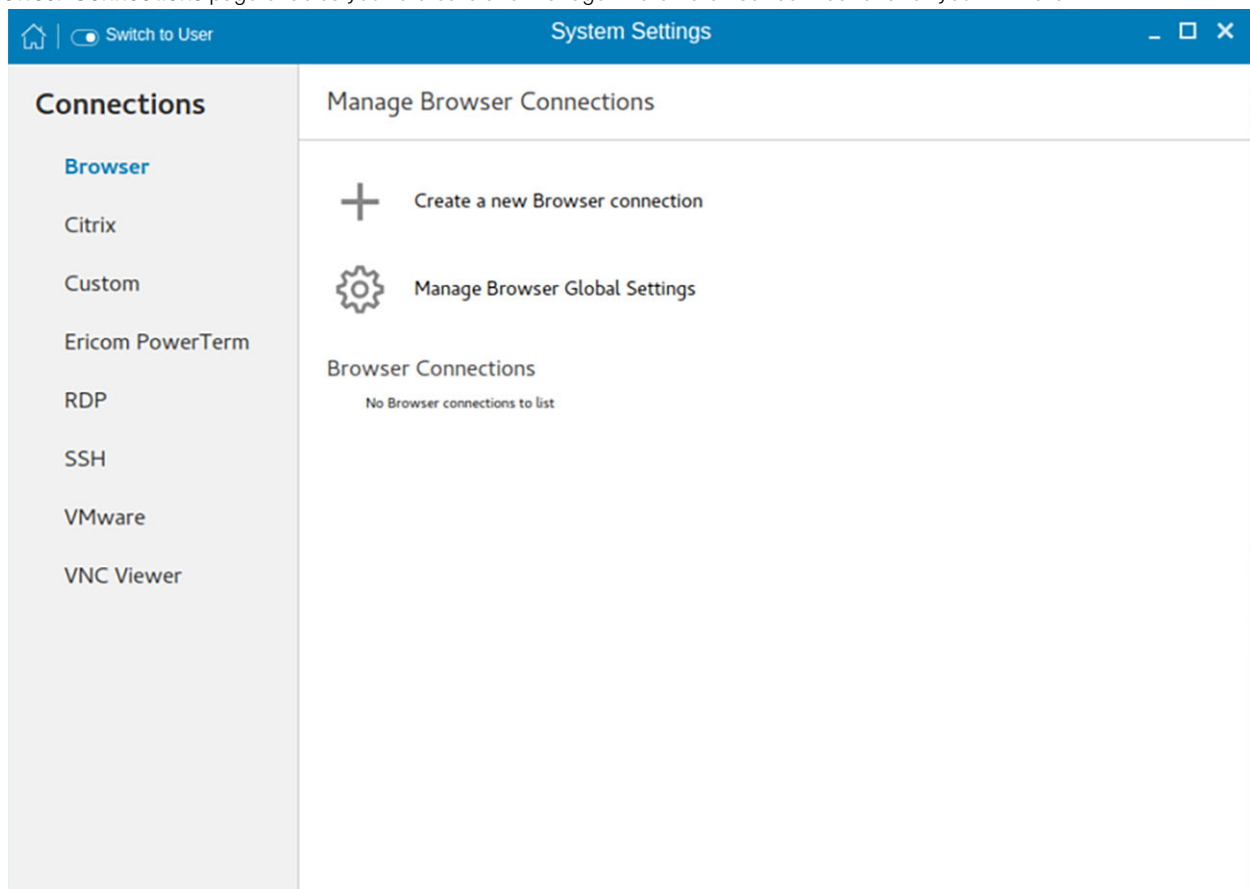 Switch to User
System Settings
Connections
Manage Browser Connections
Browser
Create a new Browser connection
Citrix
Custom
Manage Browser Global Settings
Ericom PowerTerm
Browser Connections
RDP
No Browser connections to list
SSH
VMware
VNC Viewer